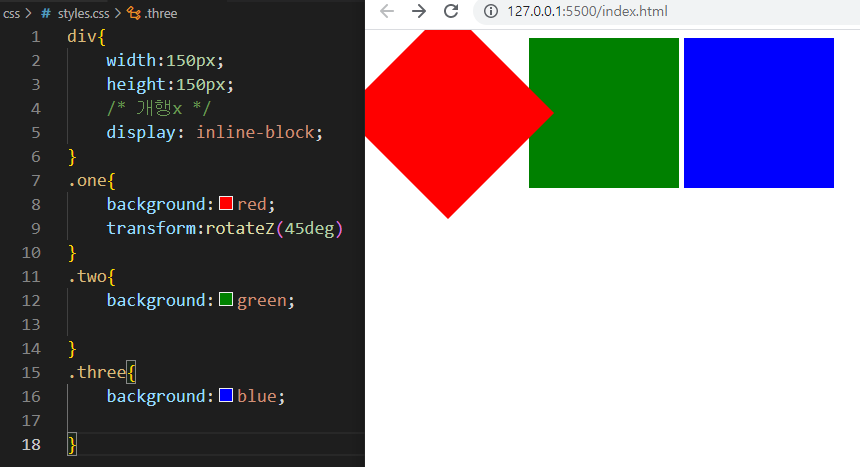 css > # styles.css > .three
127.0.0.1:5500/index.html
1 div{
2 width:150px;
3 height:150px;
4 /* 개행x */
5 display: inline-block;
6 }
7 .one{
8 background:red;
9 transform:rotateZ(45deg)
10 }
11 .two{
12 background:green;
13
14 }
15 .three{
16 background:blue;
17
18 }